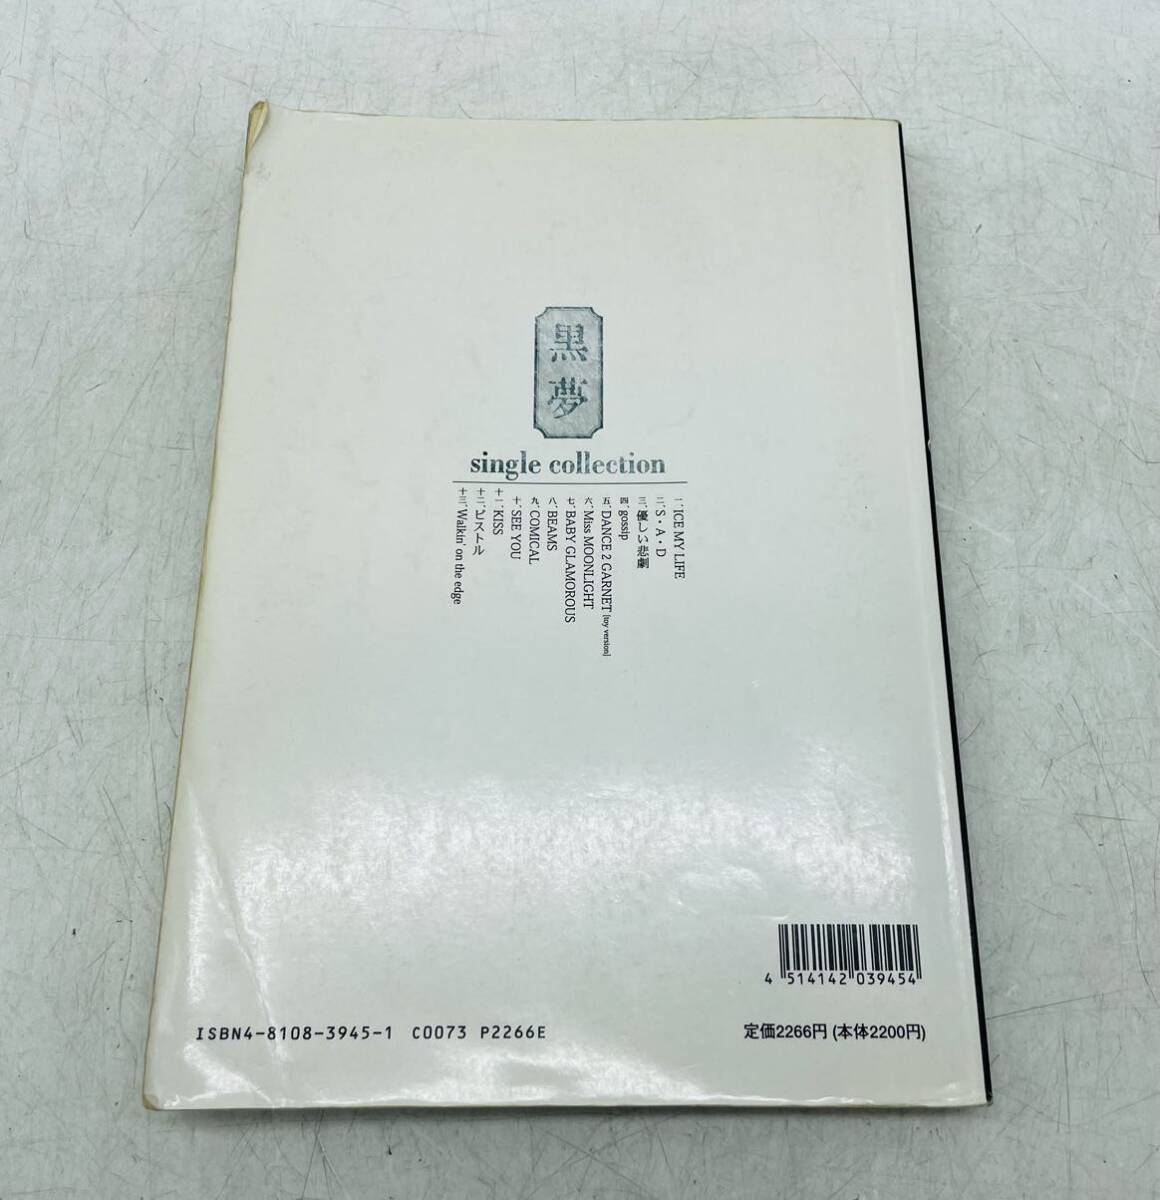 黒夢
single collection
一、ICE MY LIFE
二、S・A・D
三、優しい悲劇
四、gossip
五、DANCE 2 GARNET [toy version]
六、Miss MOONLIGHT
七、BABY GLAMOROUS
八、BEAMS
九、COMICAL
十、SEE YOU
十一、KISS
十二、ピストル
十三、Walkin' on the edge
4 514142 039454
ISBN4-8108-3945-1 C0073 P2266E
定価2266円 (本体2200円)